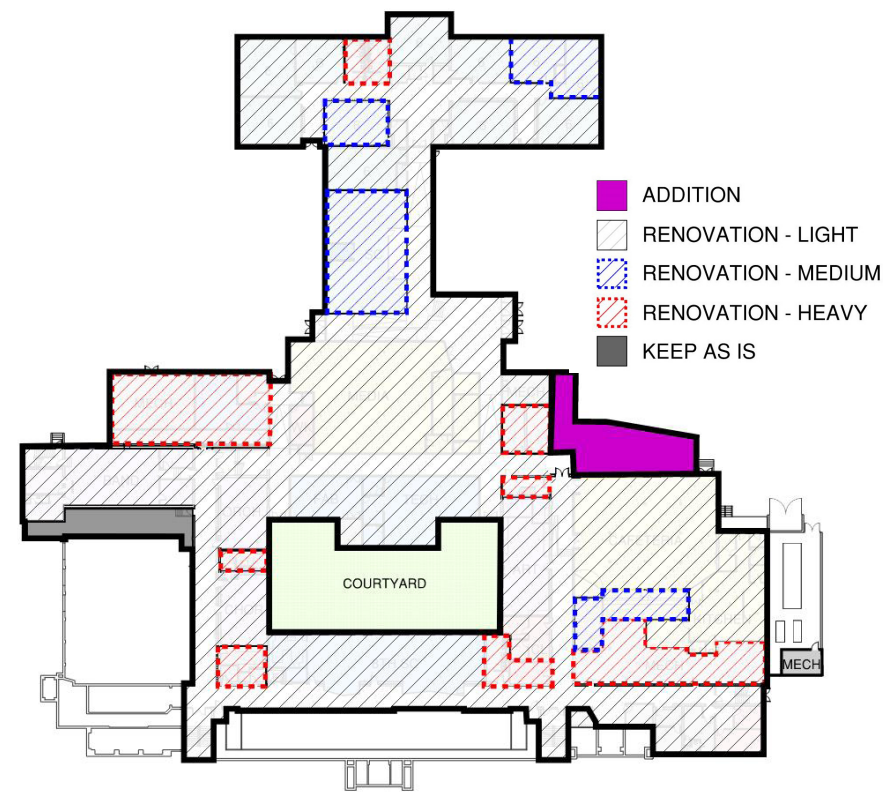 ADDITION
RENOVATION - LIGHT
RENOVATION - MEDIUM
RENOVATION - HEAVY
KEEP AS IS
COURTYARD
MECH